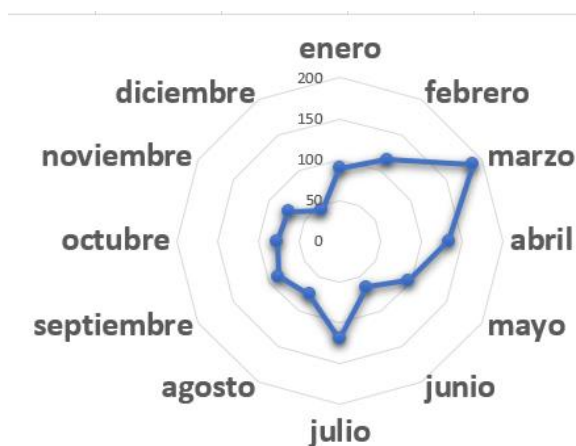 enero
200
diciembre
febrero
150
noviembre
100
marzo
50
octubre
0
abril
septiembre
mayo
agosto
junio
julio